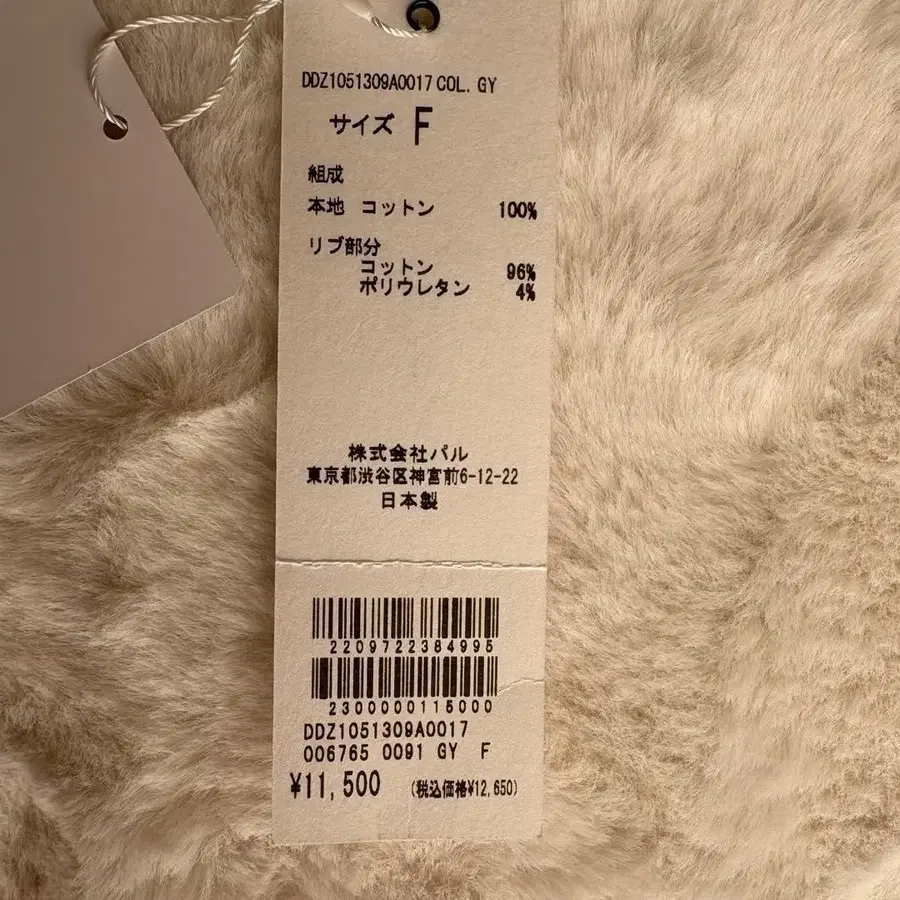 DDZ1051309A0017 COL. GY
サイズ F
組成
本地 コットン 100%
リブ部分
コットン 96%
ポリウレタン 4%
株式会社パル
東京都渋谷区神宮前6-12-22
日本製
2209722384995
2300000115000
DDZ1051309A0017
006765 0091 GY F
¥11,500 (税込価格¥12,650)